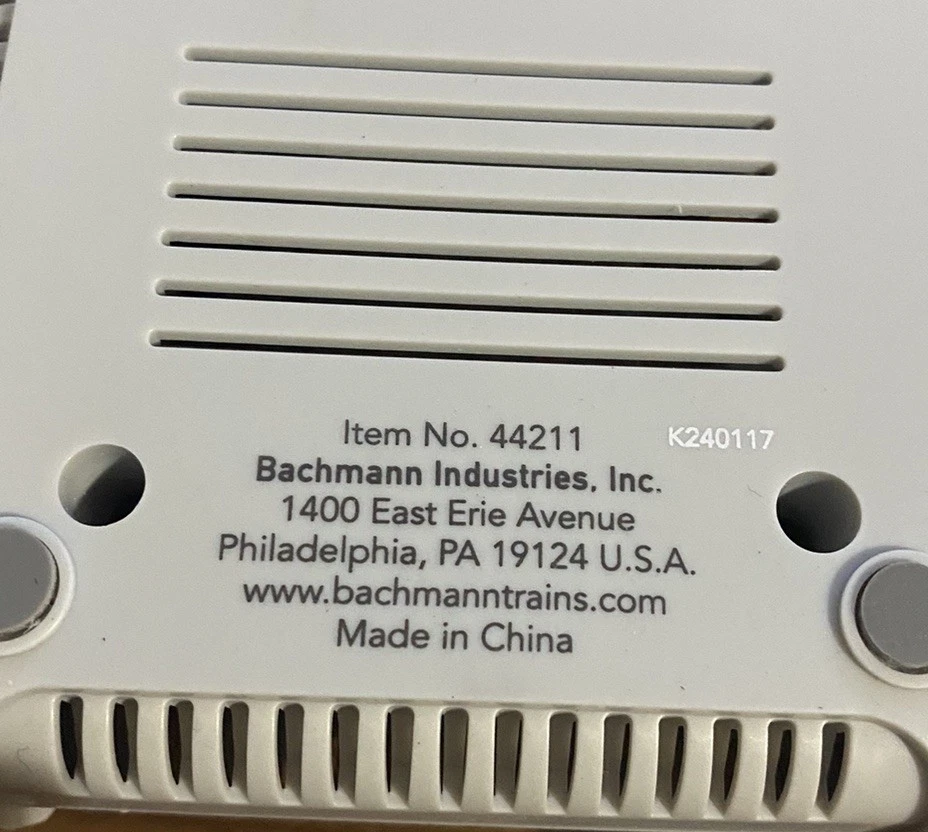 Item No. 44211 K240117
Bachmann Industries, Inc.
1400 East Erie Avenue
Philadelphia, PA 19124 U.S.A.
www.bachmanntrains.com
Made in China